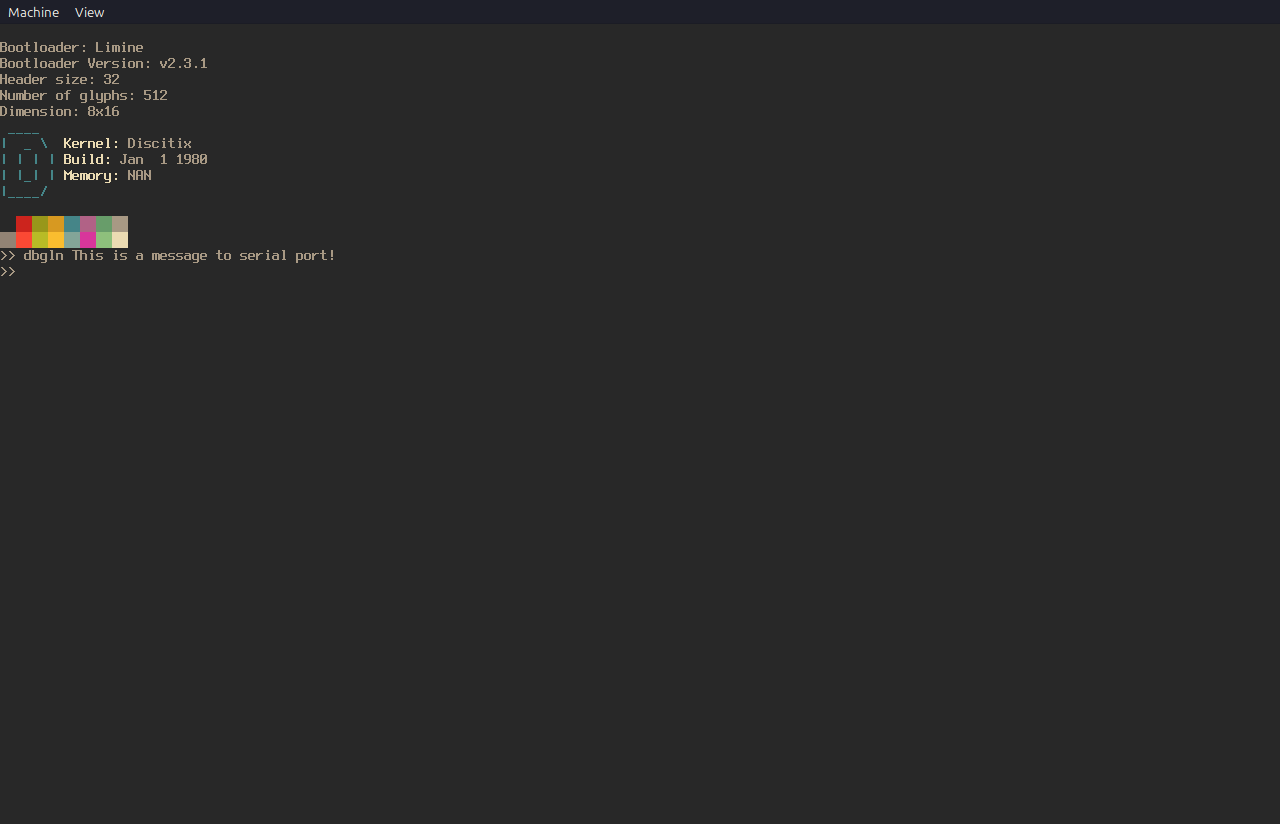 Machine View
Bootloader: Limine
Bootloader Version: v2.3.1
Header size: 32
Number of glyphs: 512
Dimension: 8x16
 ____
|  _ \  Kernel: Discitix
| | | | Build: Jan  1 1980
| |_| | Memory: NAN
|____/
>> dbgln This is a message to serial port!
>>